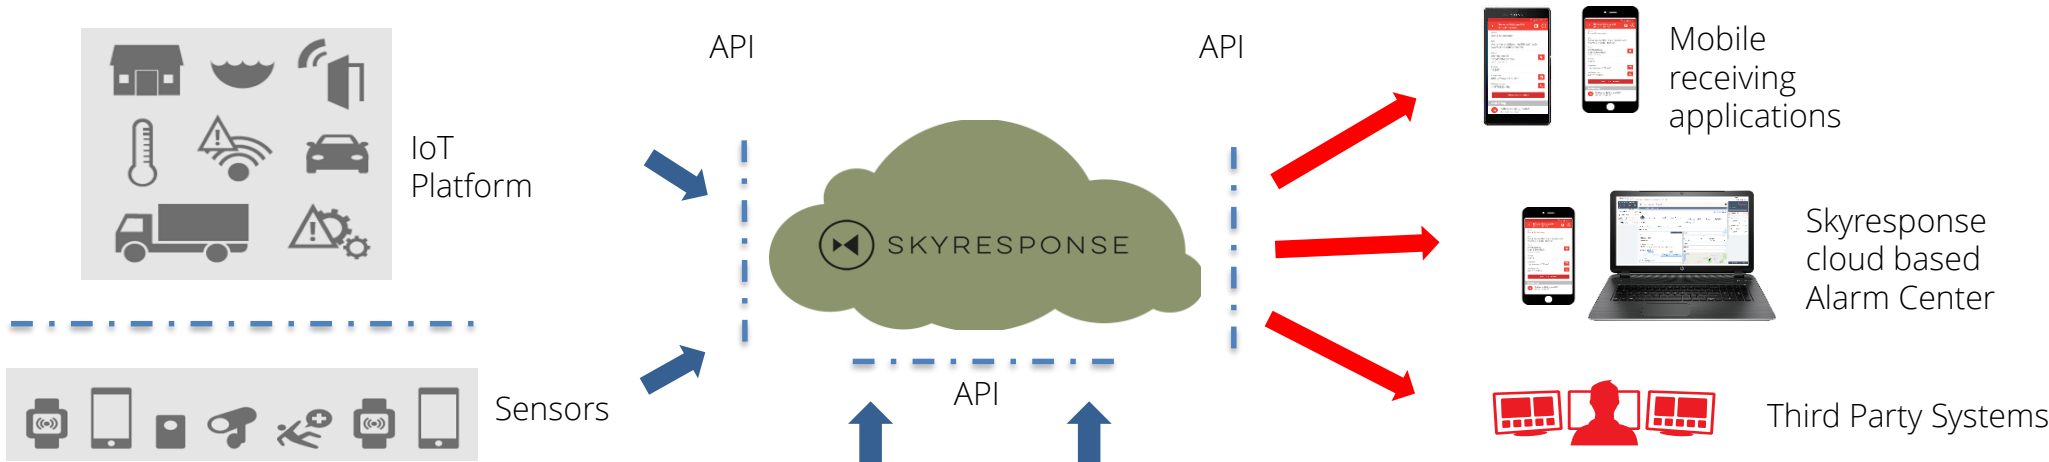 API
API
Mobile
receiving
applications
IoT
Platform
SKYRESPONSE
Skyresponse
cloud based
Alarm Center
API
Sensors
Third Party Systems